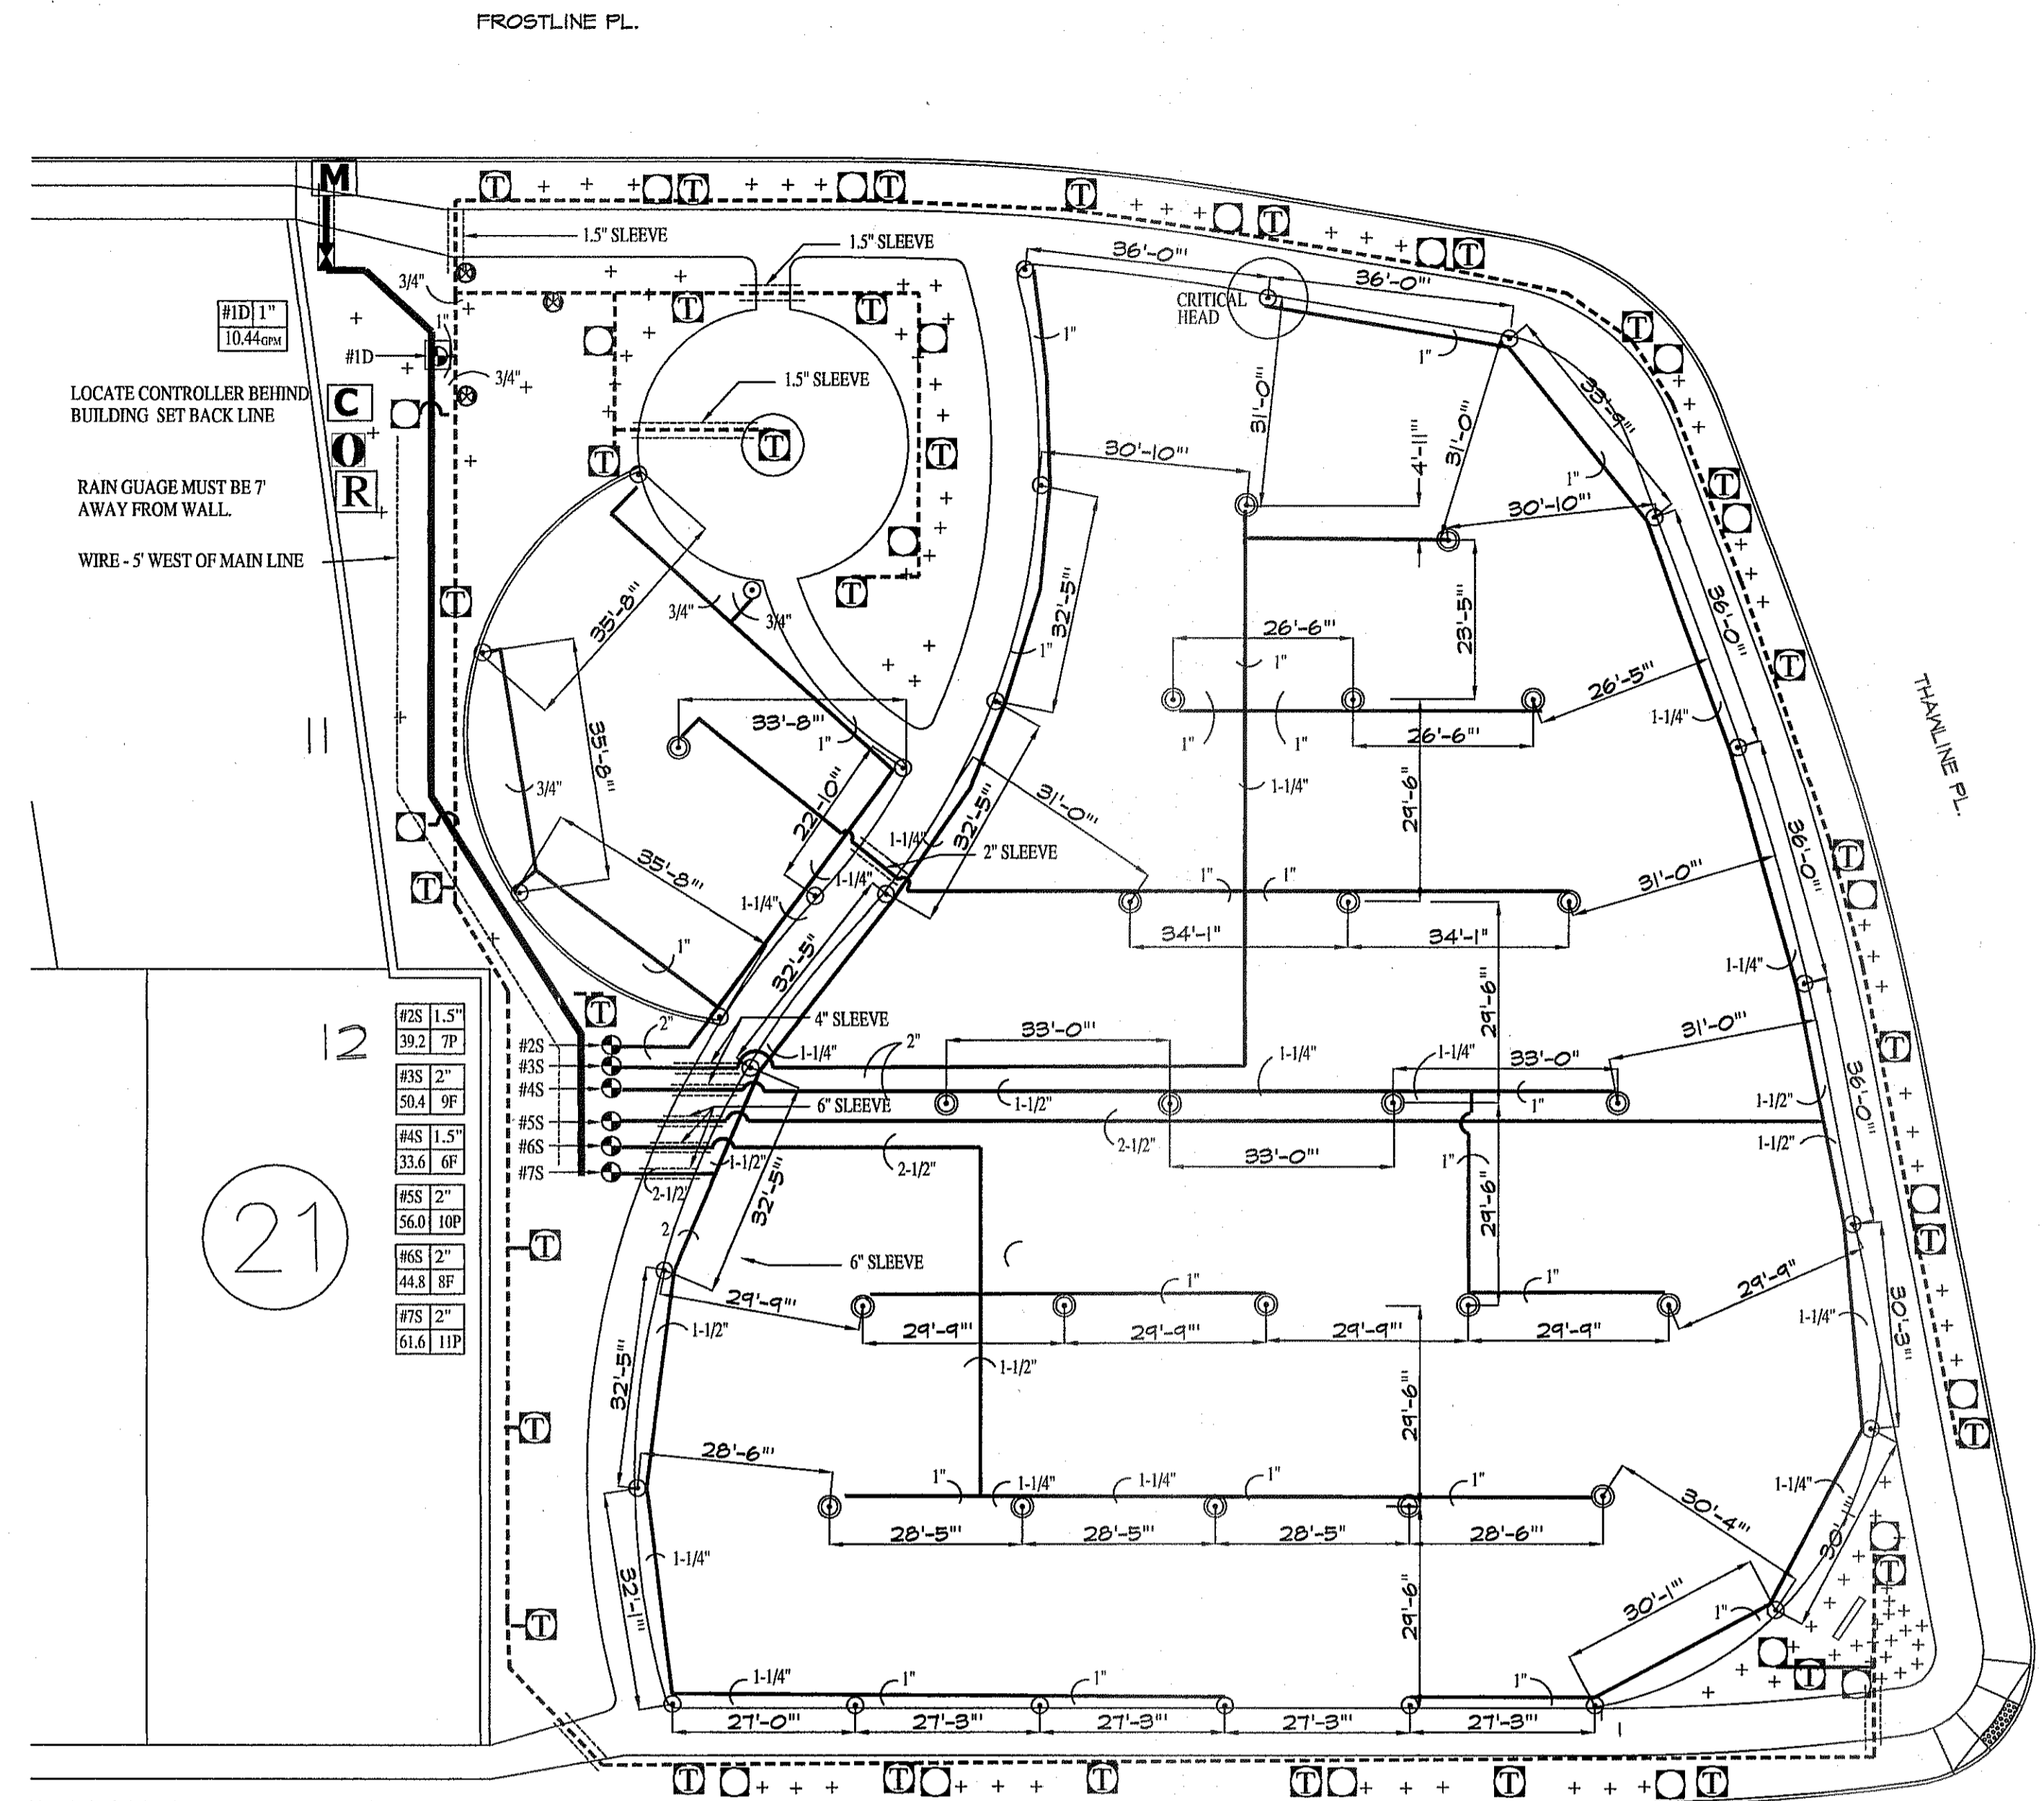 FROSTLINE PL.
M
T
T
T
T
T
T
1.5" SLEEVE
1.5" SLEEVE
36'-0"'
36'-0"'
3/4"
T
T
CRITICAL
HEAD
T
#1D 1"
10.44GPM
1"
1"
1"
#1D
3/4"
1.5" SLEEVE
33'-9"'
LOCATE CONTROLLER BEHIND
BUILDING SET BACK LINE
C
31'-0"'
31'-0"'
4'-11"'
O
T
T
T
30'-10"'
1"
RAIN GUAGE MUST BE 7'
AWAY FROM WALL.
R
T
30'-10"'
WIRE - 5' WEST OF MAIN LINE
T
T
3/4"
3/4"
35'-8"'
32'-5"'
26'-6"'
23'-5"'
36'-0"'
1"
1"
T
26'-5"'
THAWLINE PL.
11
33'-8"'
1"
1"
1"
26'-6"'
1-1/4"
35'-8"'
3/4"
1-1/4"
22'-10"'
31'-0"'
29'-6"
32'-5"'
1-1/4"
2" SLEEVE
36'-0"'
T
35'-8"'
1-1/4"
1"
1"
31'-0"'
T
1-1/4"
34'-1"
34'-1"
1"
32'-5"
1-1/4"
29'-6"'
#2S 1.5"
39.2 7P
T
4" SLEEVE
2"
33'-0"'
31'-0"'
12
#2S
#3S
1-1/4"
2"
1-1/4"
1-1/4"
33'-0"
T
#3S 2"
50.4 9F
#4S
1-1/2"
1"
1-1/2"
36'-0"'
6" SLEEVE
#4S 1.5"
33.6 6F
#5S
2-1/2"
1-1/2"
#6S
1-1/2"
2-1/2"
33'-0"'
1"
#7S
2-1/2'
32'-5"'
29'-6"'
#5S 2"
56.0 10P
21
2
T
T
#6S 2"
44.8 8F
6" SLEEVE
29'-9"
29'-9"'
1"
1"
#7S 2"
61.6 11P
1-1/4"
30'-3"'
1-1/2"
29'-9"'
29'-9"'
29'-9"'
29'-9"
32'-5"'
1-1/2"
29'-6"'
T
T
28'-6"'
1"
1-1/4"
1-1/4"
1"
1"
1-1/4"
30'-4"'
28'-5"'
28'-5"'
28'-5"
28'-6"'
30'-1"'
1-1/4"
32'-1"'
29'-6"
30'-1"'
T
T
1"
1-1/4"
1"
1"
1"
T
27'-0"'
27'-3"'
27'-3"'
27'-3"'
27'-3"'
T
T
T
T
T
T